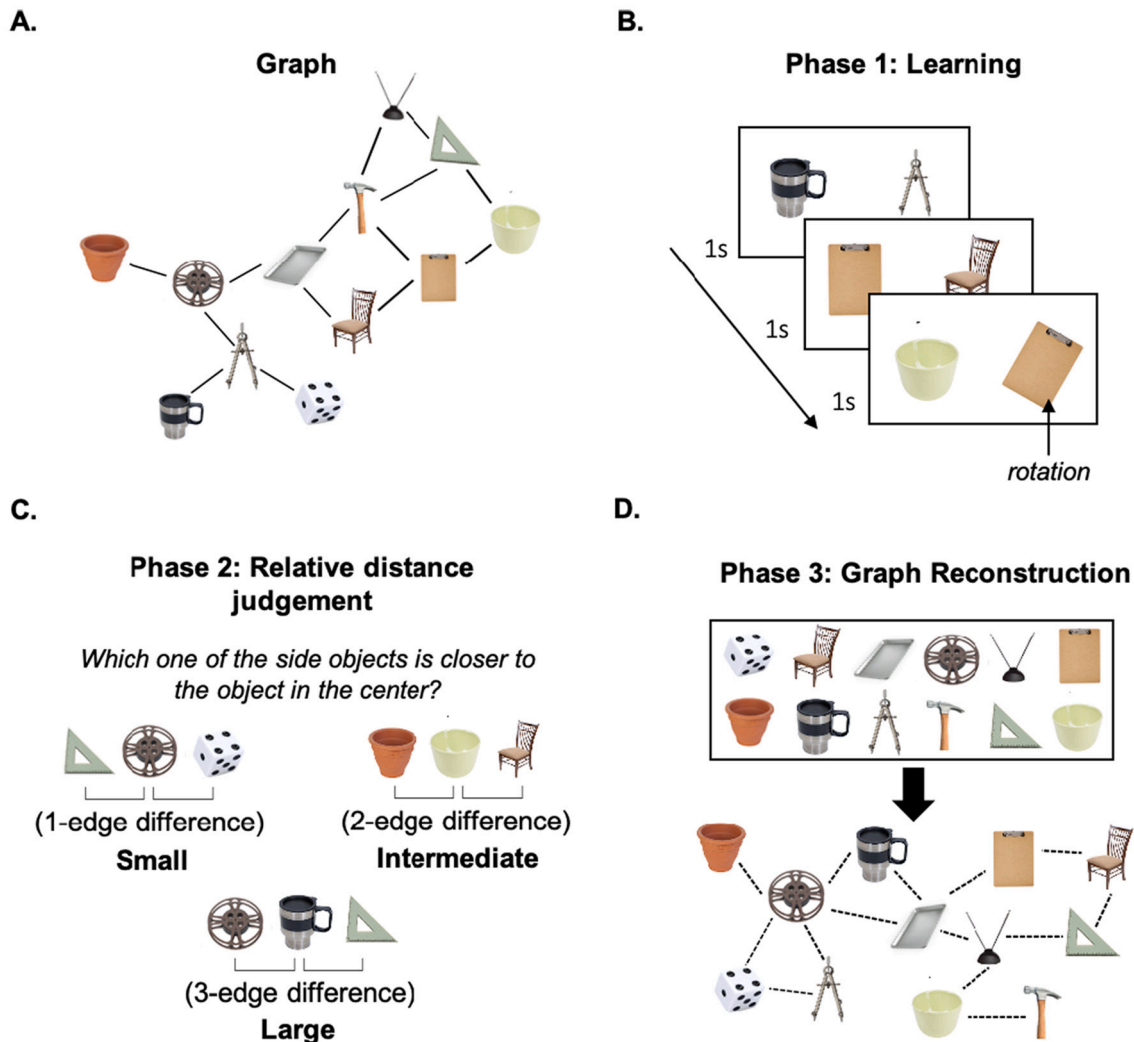 A.
Graph
B.
Phase 1: Learning
1s
1s
1s
rotation
C.
Phase 2: Relative distance
judgement
Which one of the side objects is closer to
the object in the center?
(1-edge difference)
Small
(2-edge difference)
Intermediate
(3-edge difference)
Large
D.
Phase 3: Graph Reconstruction